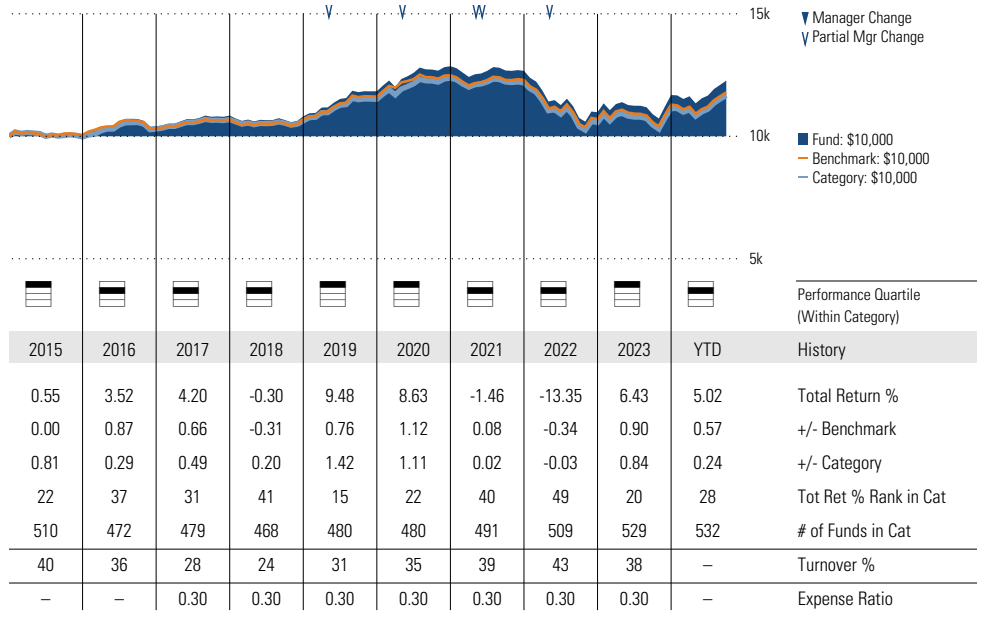 15k
Manager Change
Partial Mgr Change
10k
Fund: $10,000
Benchmark: $10,000
Category: $10,000
5k
Performance Quartile
(Within Category)
2015 2016 2017 2018 2019 2020 2021 2022 2023 YTD History
0.55 3.52 4.20 -0.30 9.48 8.63 -1.46 -13.35 6.43 5.02 Total Return %
0.00 0.87 0.66 -0.31 0.76 1.12 0.08 -0.34 0.90 0.57 +/- Benchmark
0.81 0.29 0.49 0.20 1.42 1.11 0.02 -0.03 0.84 0.24 +/- Category
22 37 31 41 15 22 40 49 20 28 Tot Ret % Rank in Cat
510 472 479 468 480 480 491 509 529 532 # of Funds in Cat
40 36 28 24 31 35 39 43 38 – Turnover %
– – 0.30 0.30 0.30 0.30 0.30 0.30 0.30 – Expense Ratio